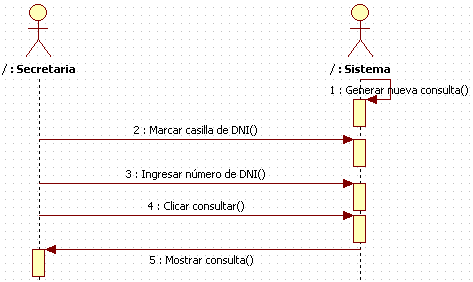 / : Secretaria
/ : Sistema
1 : Generar nueva consulta()
2 : Marcar casilla de DNI()
3 : Ingresar número de DNI()
4 : Clicar consultar()
5 : Mostrar consulta()